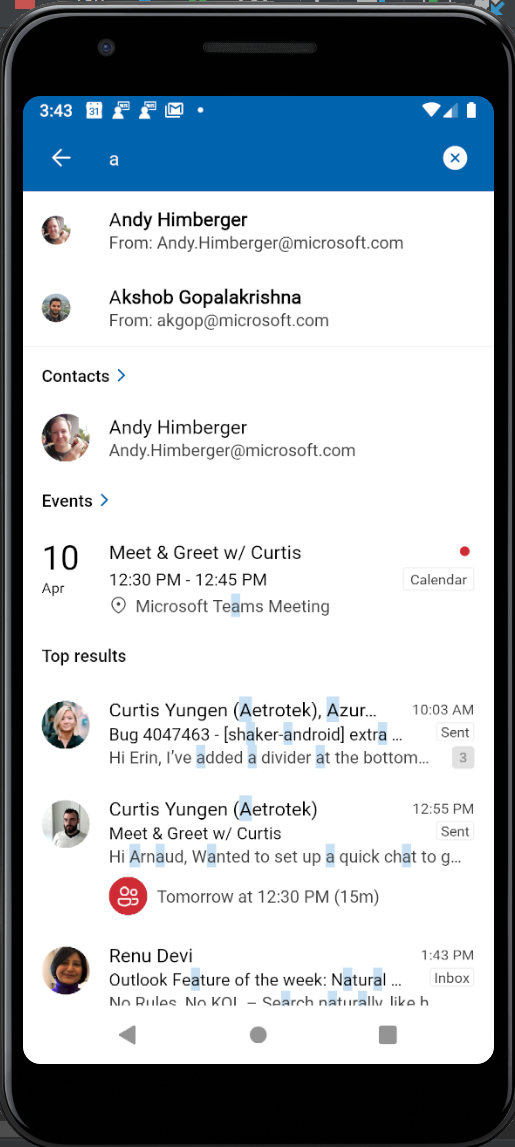 3:43 31
a
Andy Himberger
From: Andy.Himberger@microsoft.com
Akshob Gopalakrishna
From: akgop@microsoft.com
Contacts
Andy Himberger
Andy.Himberger@microsoft.com
Events
10
Apr
Meet & Greet w/ Curtis
12:30 PM - 12:45 PM
Calendar
Microsoft Teams Meeting
Top results
Curtis Yungen (Aetrotek), Azur... 10:03 AM
Bug 4047463 - [shaker-android] extra ... Sent
Hi Erin, I've added a divider at the bottom... 3
Curtis Yungen (Aetrotek) 12:55 PM
Meet & Greet w/ Curtis Sent
Hi Arnaud, Wanted to set up a quick chat to g...
Tomorrow at 12:30 PM (15m)
Renu Devi 1:43 PM
Outlook Feature of the week: Natural ... Inbox
No Rules, No KQL – Search naturally, like h